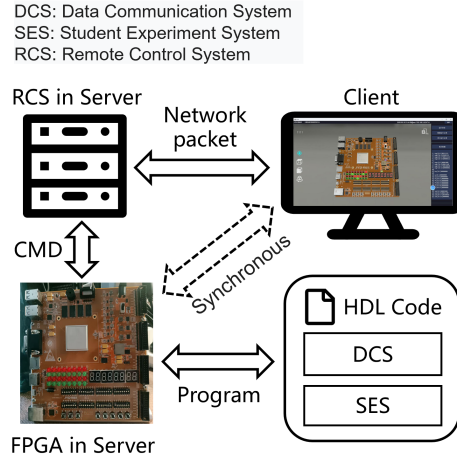 DCS: Data Communication System
SES: Student Experiment System
RCS: Remote Control System
RCS in Server
Client
Network
packet
CMD
Synchronous
HDL Code
DCS
SES
Program
FPGA in Server